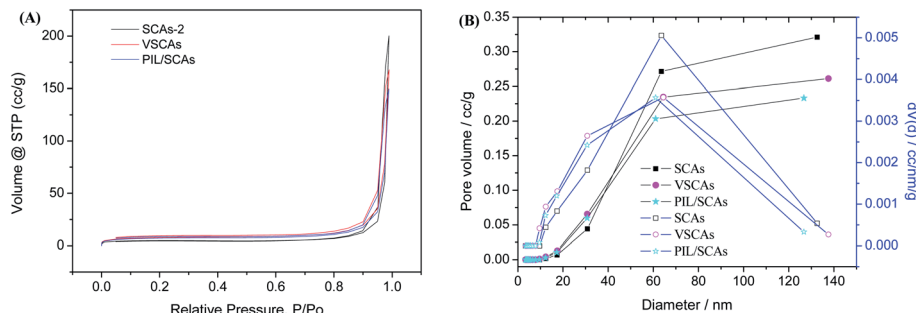 (A)
SCAs-2
VSCAs
PIL/SCAs
200
150
100
50
0
Volume @ STP (cc/g)
0.0 0.2 0.4 0.6 0.8 1.0
Relative Pressure, P/Po
(B)
0.35
0.30
0.25
0.20
0.15
0.10
0.05
0.00
Pore volume / cc/g
SCAs
VSCAs
PIL/SCAs
SCAs
VSCAs
PIL/SCAs
0.005
0.004
0.003
0.002
0.001
0.000
dV(d) / cc/nm/g
0 20 40 60 80 100 120 140
Diameter / nm